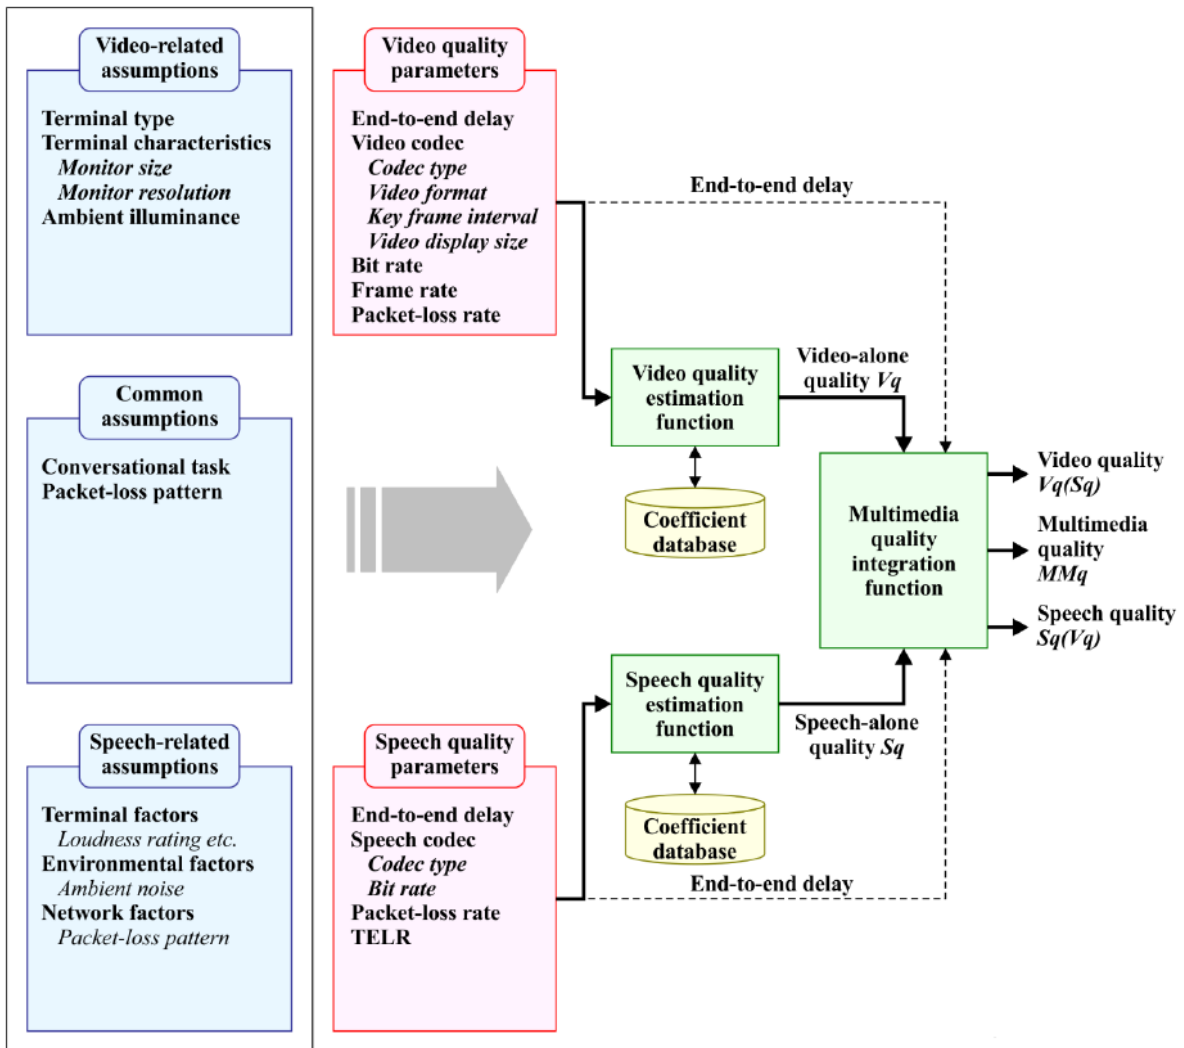 Video-related
assumptions
Terminal type
Terminal characteristics
Monitor size
Monitor resolution
Ambient illuminance
Common
assumptions
Conversational task
Packet-loss pattern
Speech-related
assumptions
Terminal factors
Loudness rating etc.
Environmental factors
Ambient noise
Network factors
Packet-loss pattern
Video quality
parameters
End-to-end delay
Video codec
Codec type
Video format
Key frame interval
Video display size
Bit rate
Frame rate
Packet-loss rate
Speech quality
parameters
End-to-end delay
Speech codec
Codec type
Bit rate
Packet-loss rate
TELR
End-to-end delay
Video quality
estimation
function
Coefficient
database
Video-alone
quality Vq
Speech quality
estimation
function
Coefficient
database
Speech-alone
quality Sq
End-to-end delay
Multimedia
quality
integration
function
Video quality
Vq(Sq)
Multimedia
quality
MMq
Speech quality
Sq(Vq)